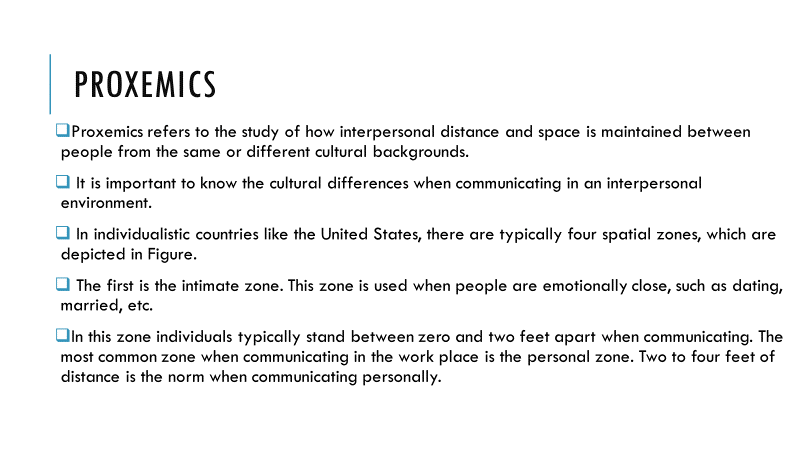 PROXEMICS
❑Proxemics refers to the study of how interpersonal distance and space is maintained between
people from the same or different cultural backgrounds.
❑ It is important to know the cultural differences when communicating in an interpersonal
environment.
❑ In individualistic countries like the United States, there are typically four spatial zones, which are
depicted in Figure.
❑ The first is the intimate zone. This zone is used when people are emotionally close, such as dating,
married, etc.
❑In this zone individuals typically stand between zero and two feet apart when communicating. The
most common zone when communicating in the work place is the personal zone. Two to four feet of
distance is the norm when communicating personally.